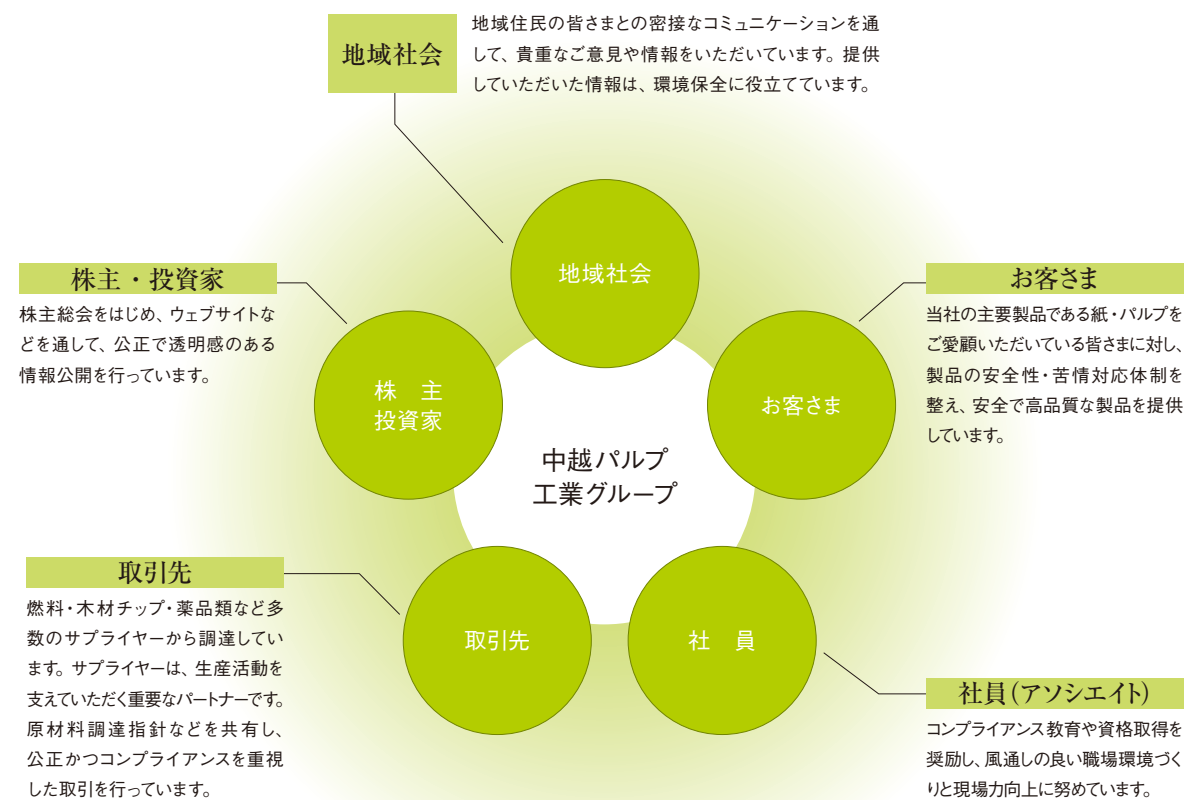 地域社会
地域住民の皆さまとの密接なコミュニケーションを通
して、貴重なご意見や情報をいただいています。提供
していただいた情報は、環境保全に役立てています。
株主・投資家
株主総会をはじめ、ウェブサイトな
どを通して、公正で透明感のある
情報公開を行っています。
お客さま
当社の主要製品である紙・パルプを
ご愛顧いただいている皆さまに対し、
製品の安全性・苦情対応体制を
整え、安全で高品質な製品を提供
しています。
地域社会
株　主
投資家
お客さま
中越パルプ
工業グループ
取引先
社　員
取引先
燃料・木材チップ・薬品類など多
数のサプライヤーから調達してい
ます。サプライヤーは、生産活動を
支えていただく重要なパートナーです。
原材料調達指針などを共有し、
公正かつコンプライアンスを重視
した取引を行っています。
社員（アソシエイト）
コンプライアンス教育や資格取得を
奨励し、風通しの良い職場環境づく
りと現場力向上に努めています。